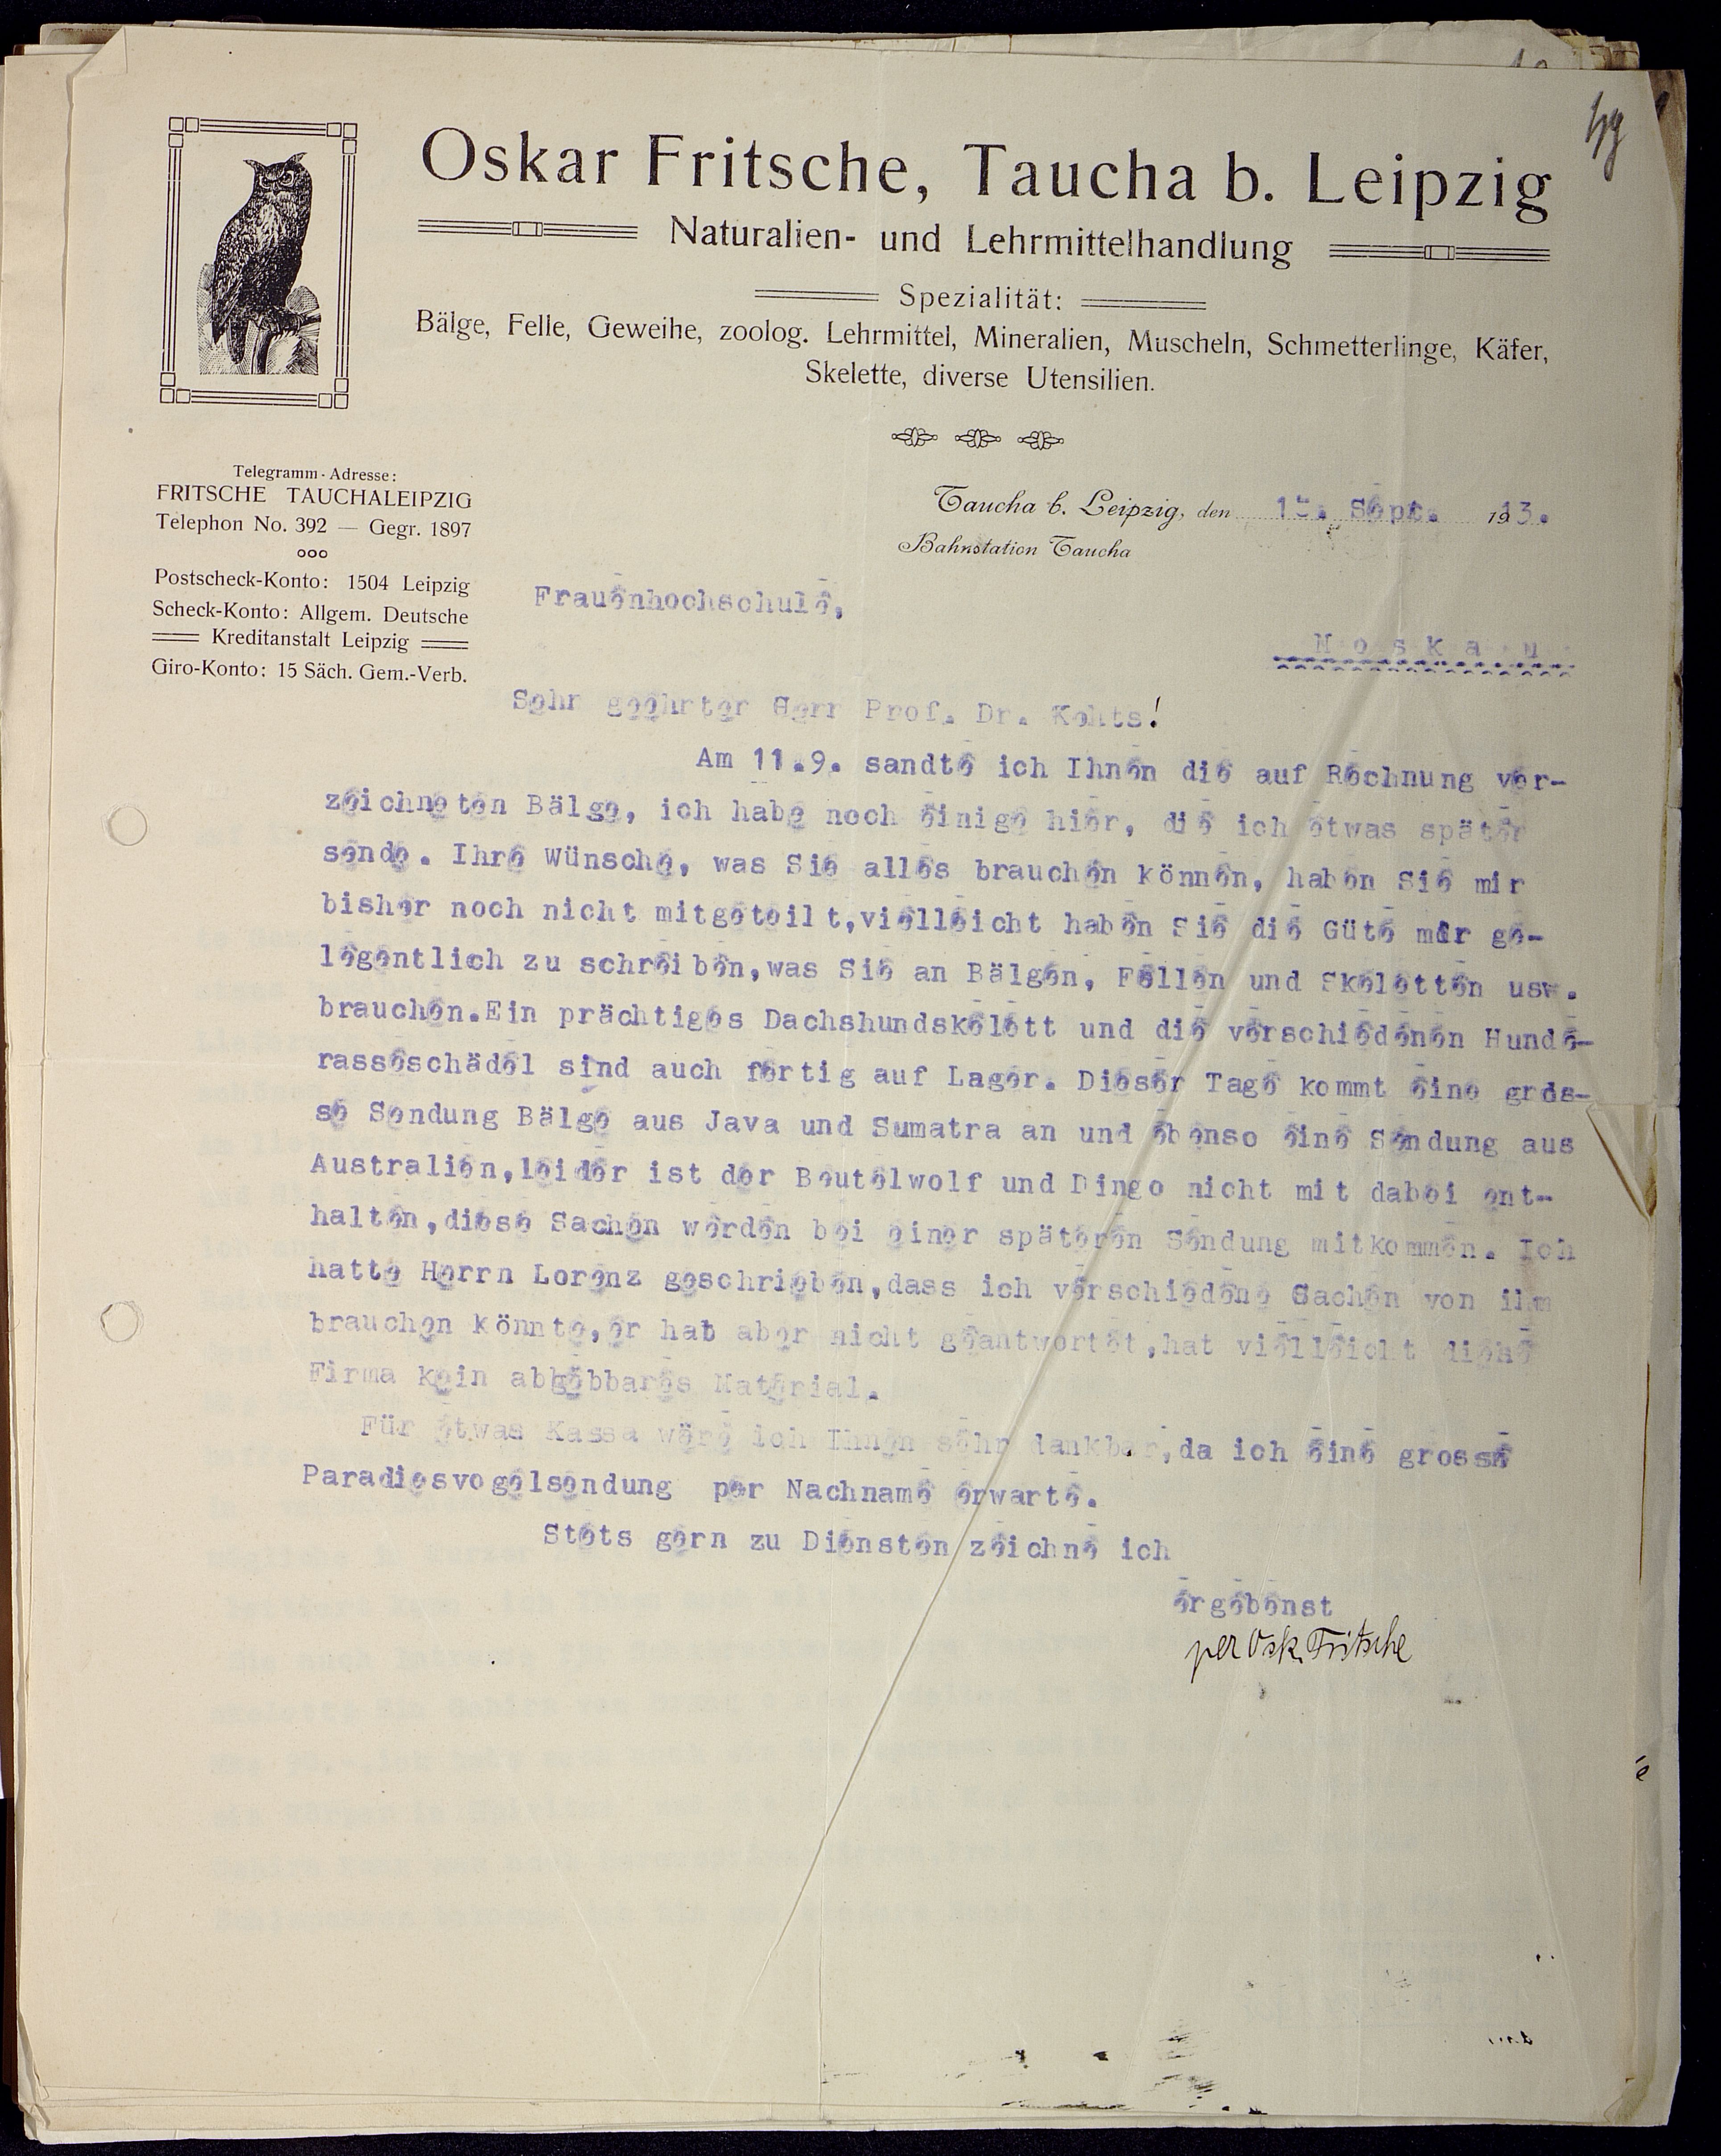 Oskar Fritsche, Taucha b. Leipzig
Naturalien- und Lehrmittelhandlung
Spezialität:
Bälge, Felle, Geweihe, zoolog. Lehrmittel, Mineralien, Muscheln, Schmetterlinge, Käfer,
Skelette, diverse Utensilien.
Telegramm-Adresse:
FRITSCHE TAUCHALEIPZIG
Telephon No. 392 — Gegr. 1897
Postscheck-Konto: 1504 Leipzig
Scheck-Konto: Allgem. Deutsche
Kreditanstalt Leipzig
Giro-Konto: 15 Säch. Gem.-Verb.
Taucha b. Leipzig, den Sept. 1913.
Bahnstation Taucha
Frauenhochschule,
Moskau
Sehr geehrter Herr Prof. Dr. Kohts!
Am 11.9. sandte ich Ihnen die auf Rechnung ver-
zeichneten Bälge, ich habe noch einige hier, die ich etwas später
sende. Ihre Wünsche, was Sie alles brauchen können, haben Sie mir
bisher noch nicht mitgeteilt,vielleicht haben Sie die Güte mir ge-
legentlich zu schreiben,was Sie an Bälgen, Fellen und Skeletten usw.
brauchen.Ein prächtiges Dachshundskelett und die verschiedenen Hunde-
rasseschädel sind auch fertig auf Lager. Dieser Tage kommt eine gros-
se Sendung Bälge aus Java und Sumatra an und ebenso eine Sendung aus
Australien,leider ist der Beutelwolf und Dingo nicht mit dabei ent-
halten,diese Sachen werden bei einer späteren Sendung mitkommen. Ich
hatte Herrn Lorenz geschrieben,dass ich verschiedene Sachen von ihm
brauchen könnte,er hat aber nicht geantwortet,hat vielleicht diese
Firma kein abgebbares Material.
Für etwas Kassa wäre ich Ihnen sehr dankbar,da ich eine grosse
Paradiesvogelsendung per Nachname erwarte.
Stets gern zu Diensten zeichne ich
ergebenst
per Osk. Fritsche